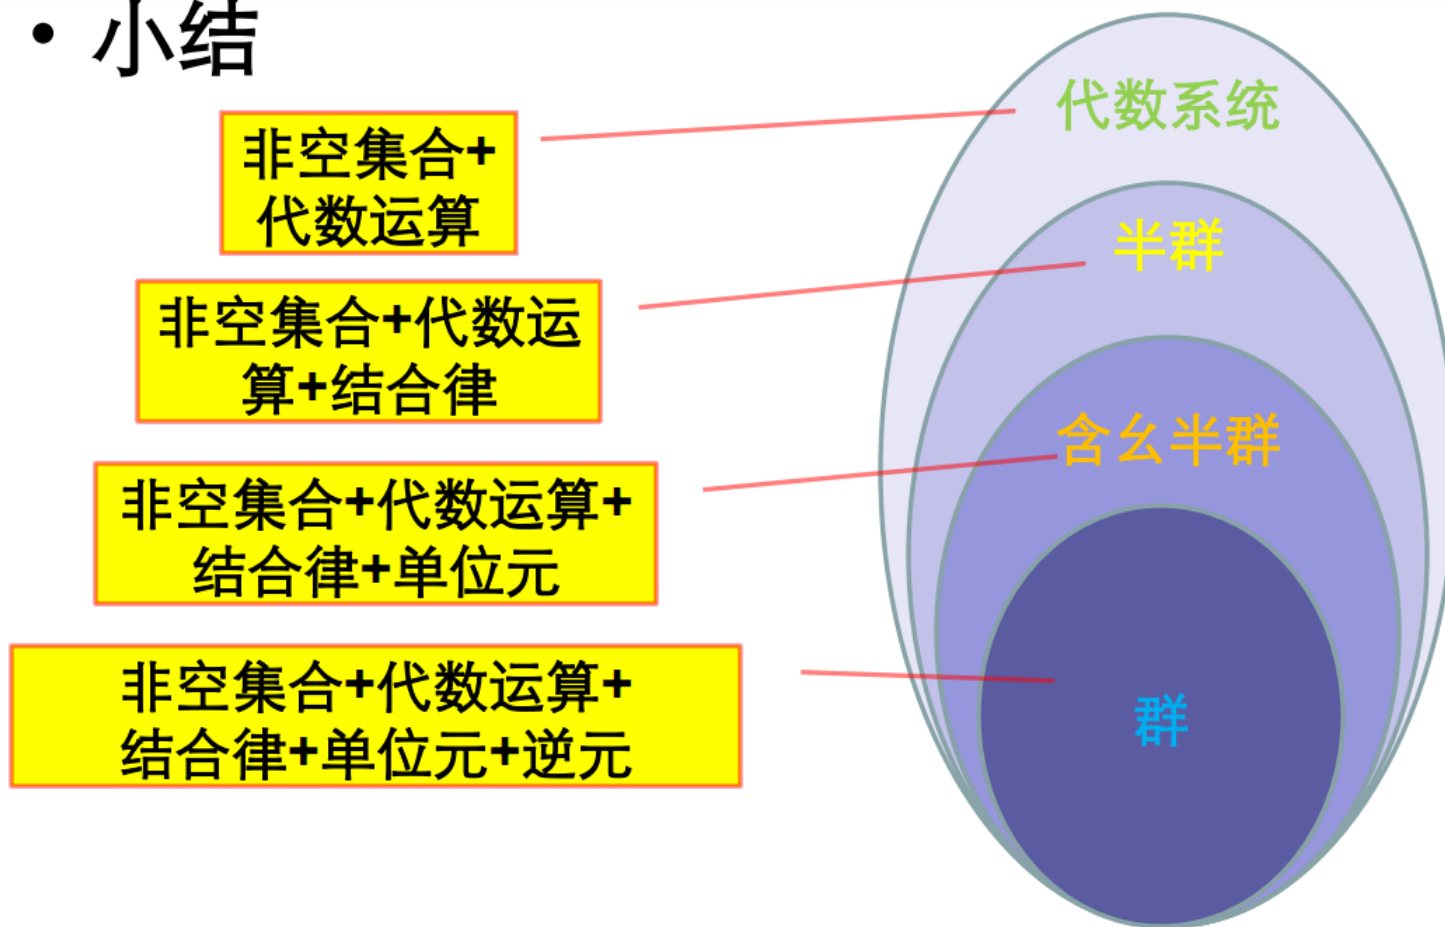 • 小结
非空集合+
代数运算
非空集合+代数运
算+结合律
非空集合+代数运算+
结合律+单位元
非空集合+代数运算+
结合律+单位元+逆元
代数系统
半群
含幺半群
群